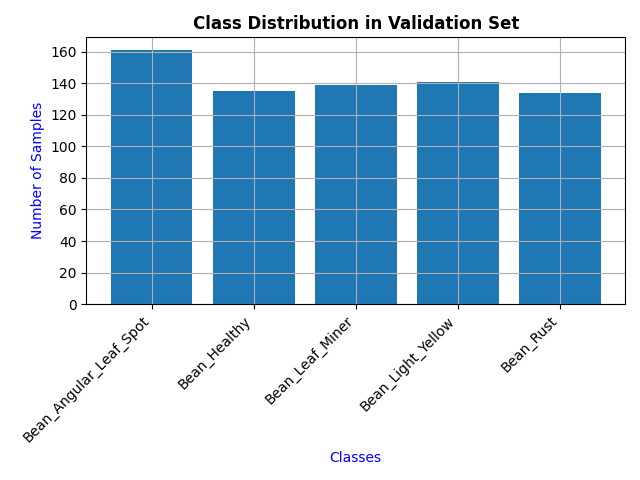 Class Distribution in Validation Set
Number of Samples
160
140
120
100
80
60
40
20
0
Bean_Angular_Leaf_Spot
Bean_Healthy
Bean_Leaf_Miner
Bean_Light_Yellow
Bean_Rust
Classes